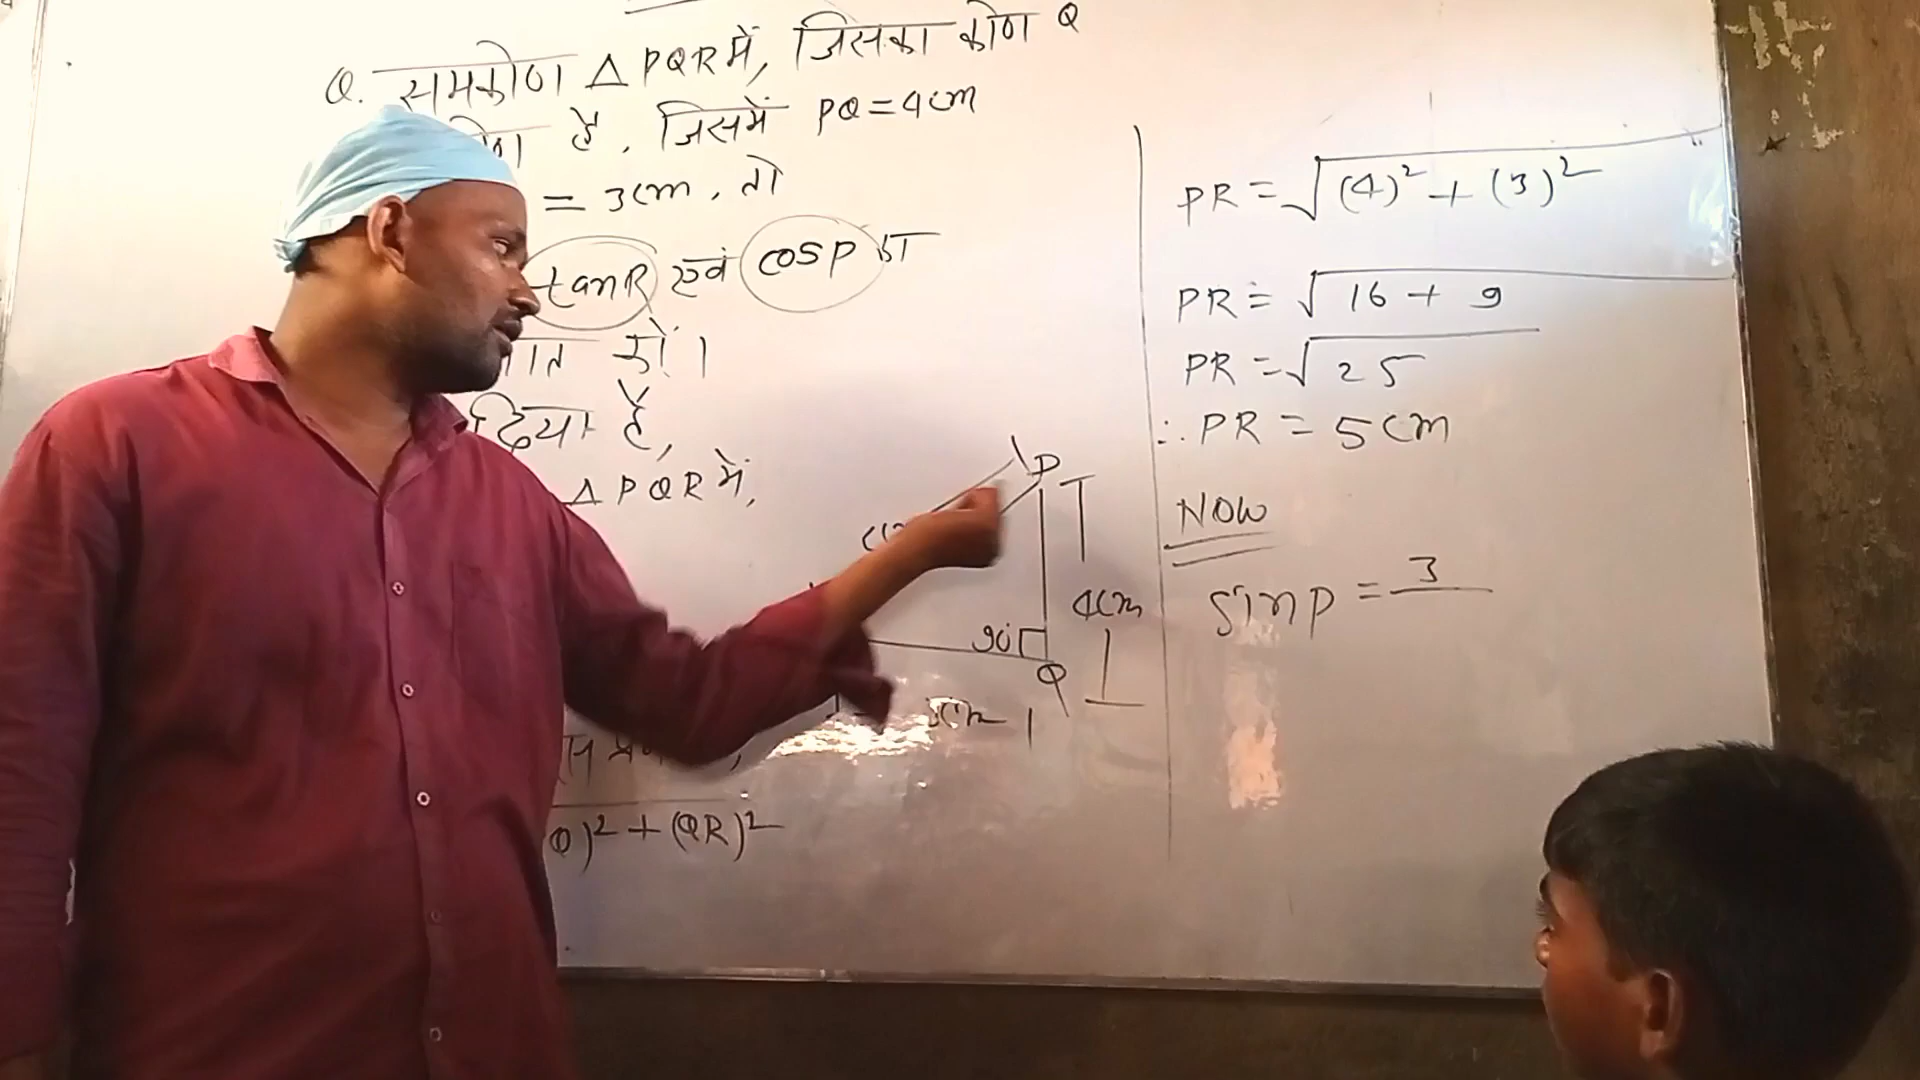 Q. समकोण △ PQR में, जिसका कोण Q
है, जिसमें PQ = 4cm
= 3cm, तो
tanR एवं cosP का
दिया है,
△ PQR में,
P
4cm
90°
Q
3cm
)² + (QR)²
PR = √(4)² + (3)²
PR = √16 + 9
PR = √25
∴ PR = 5cm
NOW
sinp = 3